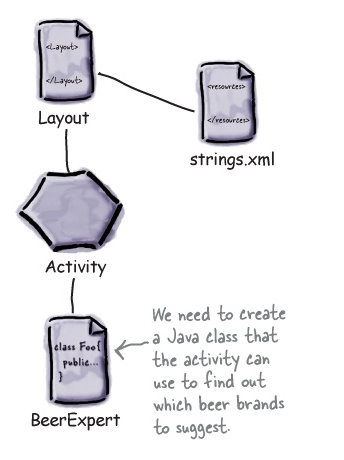 <Layout>
</Layout>
Layout
<resources>
</resources>
strings.xml
Activity
class Foo{
public...
}
BeerExpert
We need to create
a Java class that
the activity can
use to find out
which beer brands
to suggest.